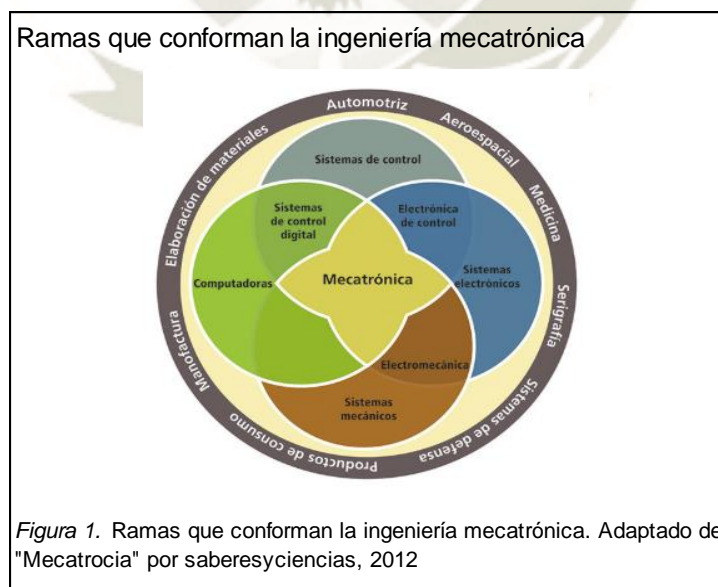 Ramas que conforman la ingeniería mecatrónica
Automotriz
Aeroespacial
Medicina
Serigrafía
Sistemas de defensa
Productos de consumo
Manofactura
Elaboración de materiales
Sistemas de control
Sistemas
de control
digital
Electrónica
de control
Computadoras
Mecatrónica
Sistemas
electrónicos
Electromecánica
Sistemas
mecánicos
Figura 1. Ramas que conforman la ingeniería mecatrónica. Adaptado de
"Mecatrocia" por saberesyciencias, 2012